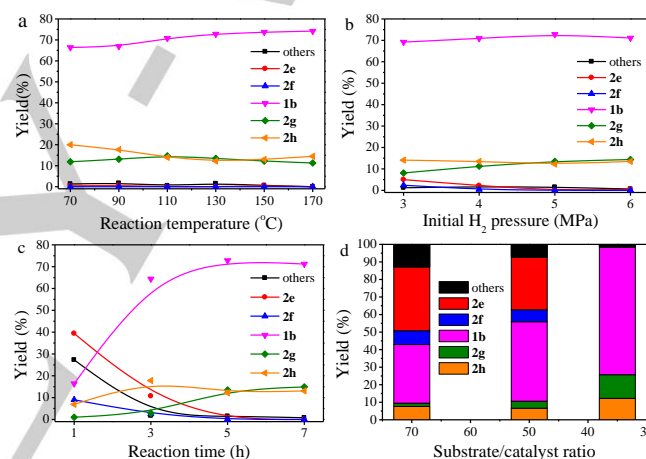 a
80
70
60
50
40
30
20
10
0
Yield(%)
others
2e
2f
1b
2g
2h
70 90 110 130 150 170
Reaction temperature (°C)
b
80
70
60
50
40
30
20
10
0
Yield (%)
others
2e
2f
1b
2g
2h
3 4 5 6
Initial H₂ pressure (MPa)
c
80
70
60
50
40
30
20
10
0
Yield (%)
others
2e
2f
1b
2g
2h
1 3 5 7
Reaction time (h)
d
100
90
80
70
60
50
40
30
20
10
0
Yield (%)
others
2e
2f
1b
2g
2h
70 60 50 40 3
Substrate/catalyst ratio